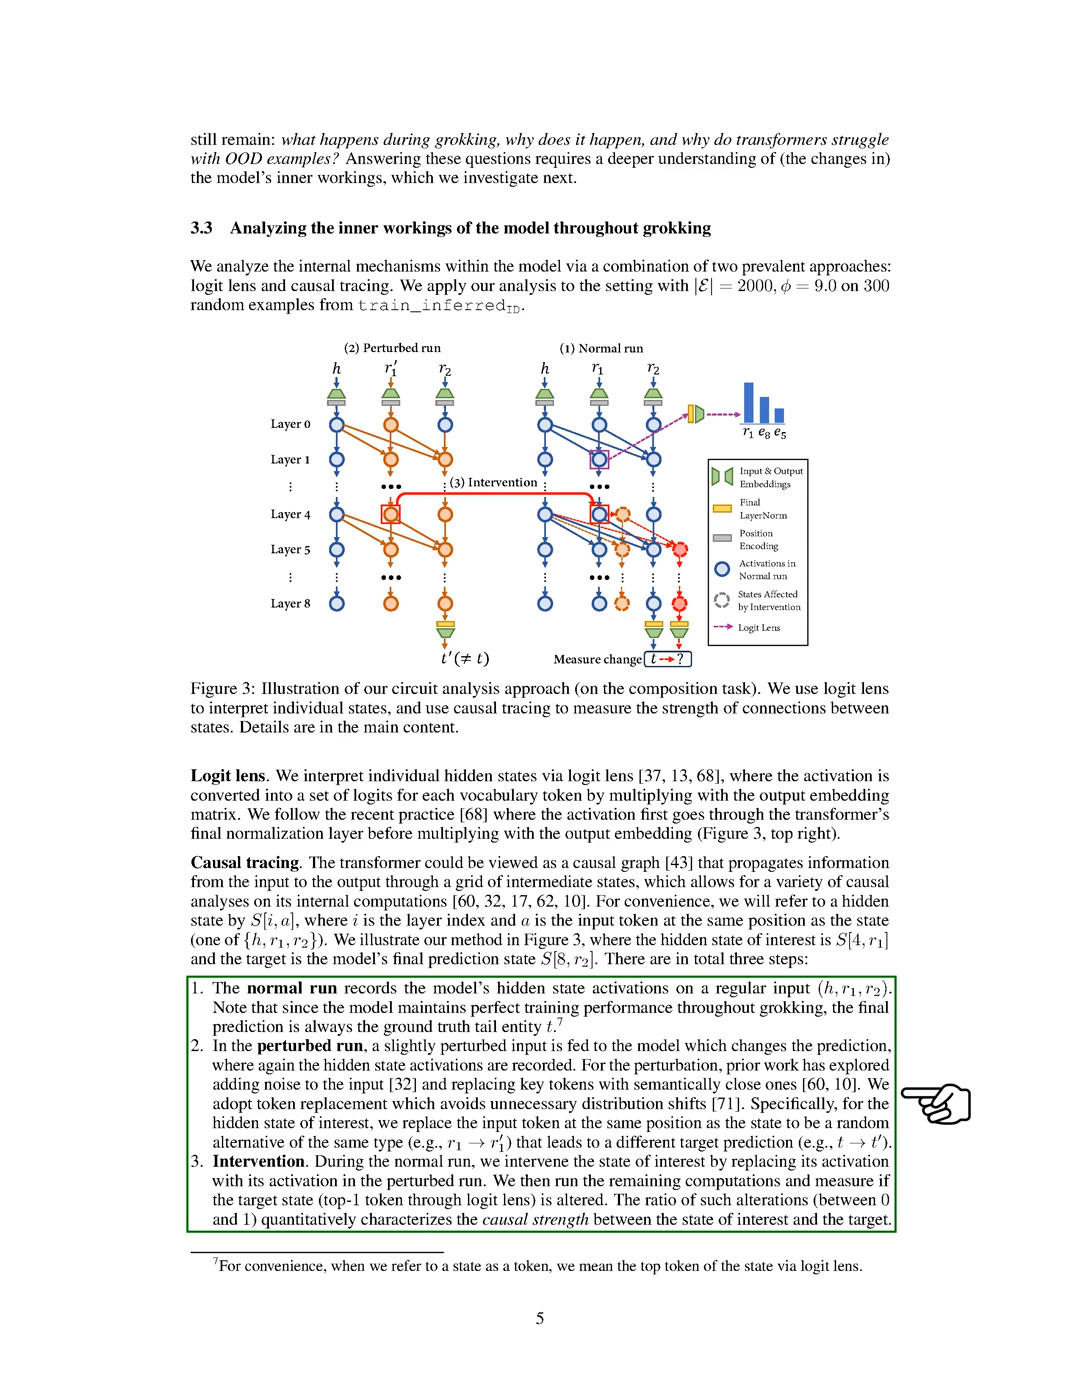 still remain: what happens during grokking, why does it happen, and why do transformers struggle
with OOD examples? Answering these questions requires a deeper understanding of (the changes in)
the model's inner workings, which we investigate next.
3.3 Analyzing the inner workings of the model throughout grokking
We analyze the internal mechanisms within the model via a combination of two prevalent approaches:
logit lens and causal tracing. We apply our analysis to the setting with |ℰ| = 2000, ϕ = 9.0 on 300
random examples from train_inferred_ID.
(2) Perturbed run (1) Normal run
h r₁′ r₂ h r₁ r₂
Layer 0
r₁ e₈ e₅
Layer 1
(3) Intervention
Layer 4
Layer 5
Layer 8
Input & Output
Embeddings
Final
LayerNorm
Position
Encoding
Activations in
Normal run
States Affected
by Intervention
Logit Lens
t′(≠ t) Measure change t ?
Figure 3: Illustration of our circuit analysis approach (on the composition task). We use logit lens
to interpret individual states, and use causal tracing to measure the strength of connections between
states. Details are in the main content.
Logit lens. We interpret individual hidden states via logit lens [37, 13, 68], where the activation is
converted into a set of logits for each vocabulary token by multiplying with the output embedding
matrix. We follow the recent practice [68] where the activation first goes through the transformer's
final normalization layer before multiplying with the output embedding (Figure 3, top right).
Causal tracing. The transformer could be viewed as a causal graph [43] that propagates information
from the input to the output through a grid of intermediate states, which allows for a variety of causal
analyses on its internal computations [60, 32, 17, 62, 10]. For convenience, we will refer to a hidden
state by S[i, a], where i is the layer index and a is the input token at the same position as the state
(one of {h, r₁, r₂}). We illustrate our method in Figure 3, where the hidden state of interest is S[4, r₁]
and the target is the model's final prediction state S[8, r₂]. There are in total three steps:
1. The normal run records the model's hidden state activations on a regular input (h, r₁, r₂).
Note that since the model maintains perfect training performance throughout grokking, the final
prediction is always the ground truth tail entity t.⁷
2. In the perturbed run, a slightly perturbed input is fed to the model which changes the prediction,
where again the hidden state activations are recorded. For the perturbation, prior work has explored
adding noise to the input [32] and replacing key tokens with semantically close ones [60, 10]. We
adopt token replacement which avoids unnecessary distribution shifts [71]. Specifically, for the
hidden state of interest, we replace the input token at the same position as the state to be a random
alternative of the same type (e.g., r₁ → r₁′) that leads to a different target prediction (e.g., t → t′).
3. Intervention. During the normal run, we intervene the state of interest by replacing its activation
with its activation in the perturbed run. We then run the remaining computations and measure if
the target state (top-1 token through logit lens) is altered. The ratio of such alterations (between 0
and 1) quantitatively characterizes the causal strength between the state of interest and the target.
⁷For convenience, when we refer to a state as a token, we mean the top token of the state via logit lens.
5